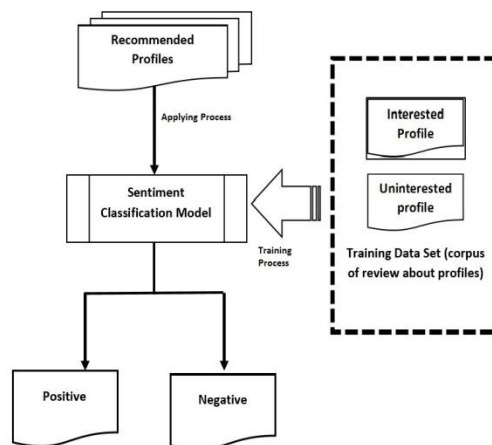 Recommended
Profiles
Applying Process
Sentiment
Classification Model
Training
Process
Interested
Profile
Uninterested
profile
Training Data Set (corpus
of review about profiles)
Positive
Negative